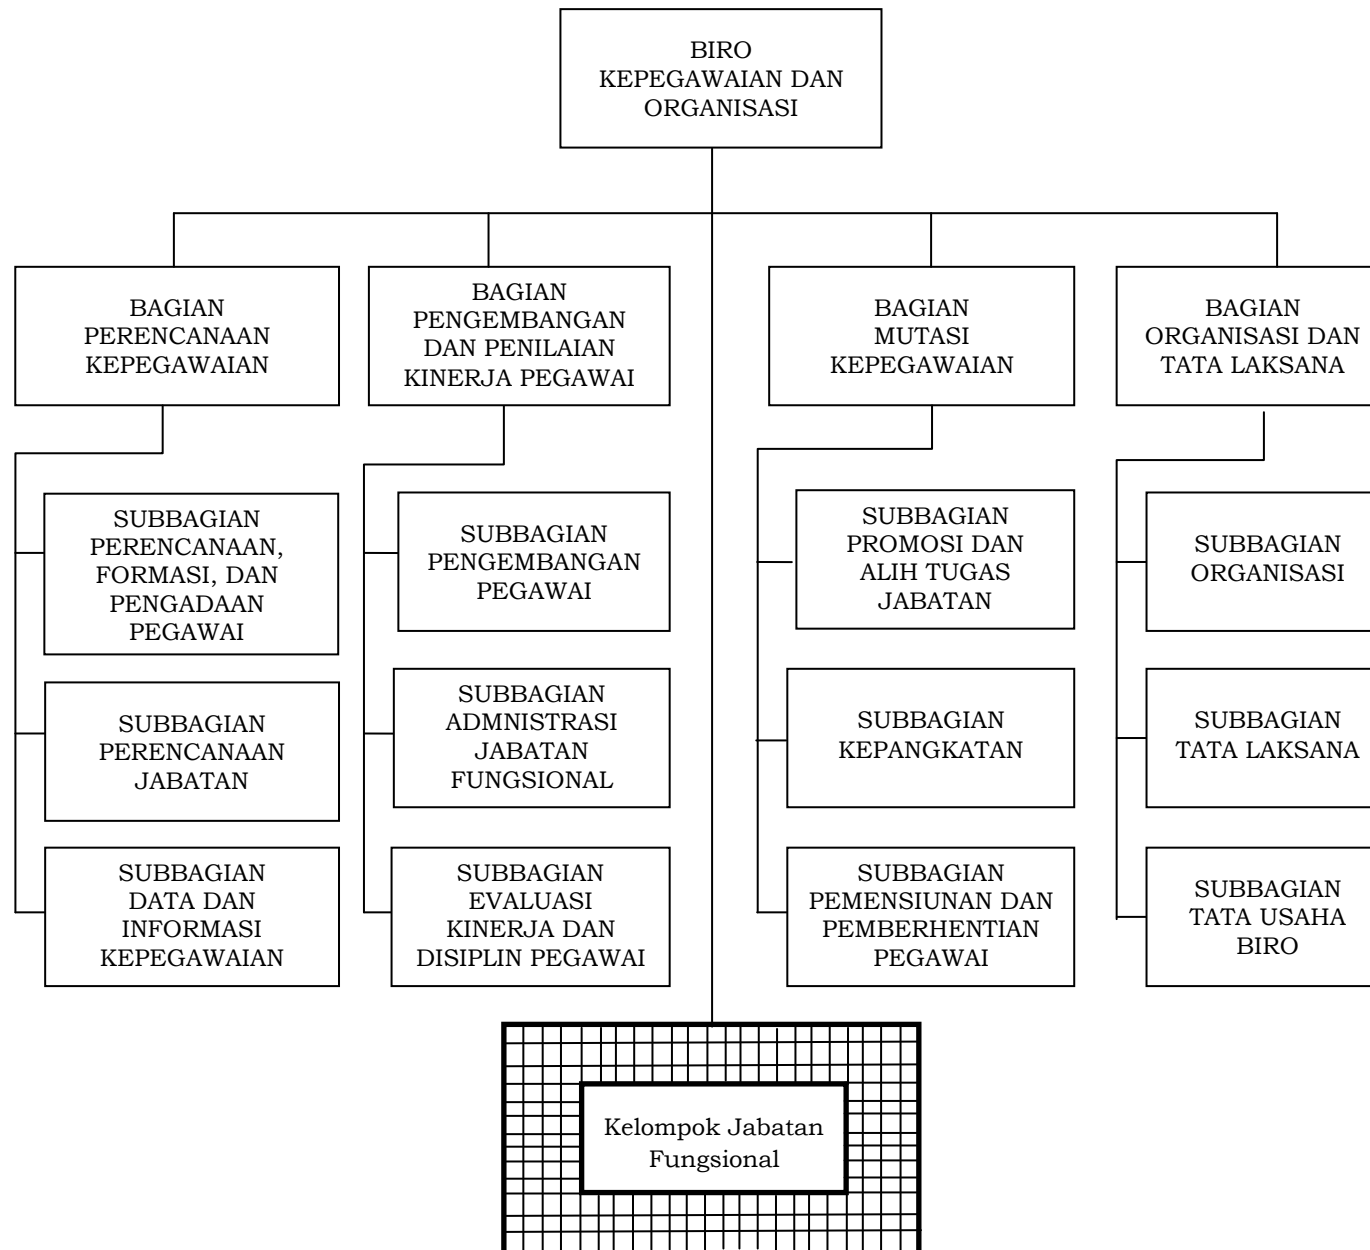 BIRO
KEPEGAWAIAN DAN
ORGANISASI
BAGIAN
PERENCANAAN
KEPEGAWAIAN
BAGIAN
PENGEMBANGAN
DAN PENILAIAN
KINERJA PEGAWAI
BAGIAN
MUTASI
KEPEGAWAIAN
BAGIAN
ORGANISASI DAN
TATA LAKSANA
SUBBAGIAN
PERENCANAAN,
FORMASI, DAN
PENGADAAN
PEGAWAI
SUBBAGIAN
PENGEMBANGAN
PEGAWAI
SUBBAGIAN
PROMOSI DAN
ALIH TUGAS
JABATAN
SUBBAGIAN
ORGANISASI
SUBBAGIAN
PERENCANAAN
JABATAN
SUBBAGIAN
ADMNISTRASI
JABATAN
FUNGSIONAL
SUBBAGIAN
KEPANGKATAN
SUBBAGIAN
TATA LAKSANA
SUBBAGIAN
DATA DAN
INFORMASI
KEPEGAWAIAN
SUBBAGIAN
EVALUASI
KINERJA DAN
DISIPLIN PEGAWAI
SUBBAGIAN
PEMENSIUNAN DAN
PEMBERHENTIAN
PEGAWAI
SUBBAGIAN
TATA USAHA
BIRO
Kelompok Jabatan
Fungsional